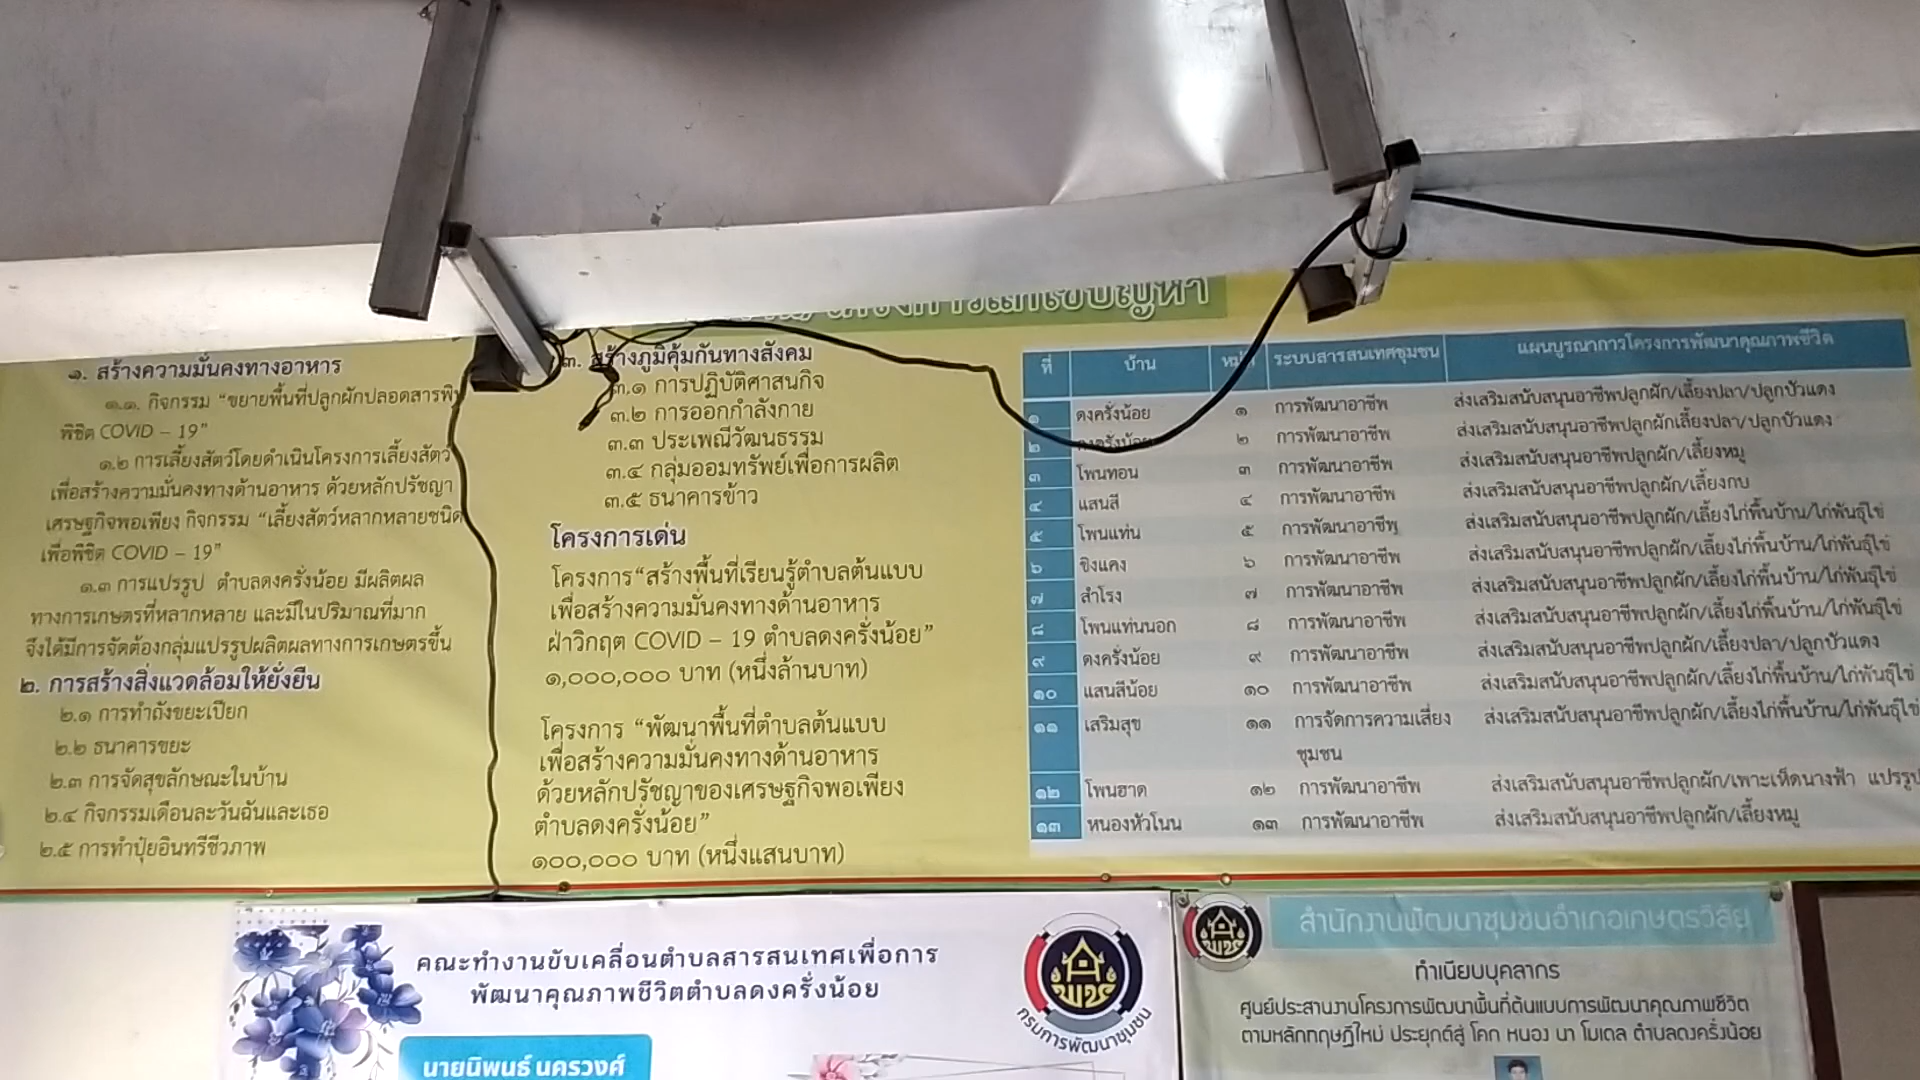 ๑. สร้างความมั่นคงทางอาหาร
๑.๑. กิจกรรม “ขยายพื้นที่ปลูกผักปลอดสารพิษ
พิชิต COVID – 19”
๑.๒ การเลี้ยงสัตว์โดยดำเนินโครงการเลี้ยงสัตว์
เพื่อสร้างความมั่นคงทางด้านอาหาร ด้วยหลักปรัชญา
เศรษฐกิจพอเพียง กิจกรรม “เลี้ยงสัตว์หลากหลายชนิด
เพื่อพิชิต COVID – 19”
๑.๓ การแปรรูป ตำบลดงครั่งน้อย มีผลิตผล
ทางการเกษตรที่หลากหลาย และมีในปริมาณที่มาก
จึงได้มีการจัดต้องกลุ่มแปรรูปผลิตผลทางการเกษตรขึ้น
๒. การสร้างสิ่งแวดล้อมให้ยั่งยืน
๒.๑ การทำถังขยะเปียก
๒.๒ ธนาคารขยะ
๒.๓ การจัดสุขลักษณะในบ้าน
๒.๔ กิจกรรมเดือนละวันฉันและเธอ
๒.๕ การทำปุ๋ยอินทรีชีวภาพ
๓. สร้างภูมิคุ้มกันทางสังคม
๓.๑ การปฏิบัติศาสนกิจ
๓.๒ การออกกำลังกาย
๓.๓ ประเพณีวัฒนธรรม
๓.๔ กลุ่มออมทรัพย์เพื่อการผลิต
๓.๕ ธนาคารข้าว
โครงการเด่น
โครงการ“สร้างพื้นที่เรียนรู้ตำบลต้นแบบ
เพื่อสร้างความมั่นคงทางด้านอาหาร
ฝ่าวิกฤต COVID – 19 ตำบลดงครั่งน้อย”
๑,๐๐๐,๐๐๐ บาท (หนึ่งล้านบาท)
โครงการ “พัฒนาพื้นที่ตำบลต้นแบบ
เพื่อสร้างความมั่นคงทางด้านอาหาร
ด้วยหลักปรัชญาของเศรษฐกิจพอเพียง
ตำบลดงครั่งน้อย”
๑๐๐,๐๐๐ บาท (หนึ่งแสนบาท)
ที่ บ้าน หมู่ที่ ระบบสารสนเทศชุมชน แผนบูรณาการโครงการพัฒนาคุณภาพชีวิต
๑ ดงครั่งน้อย ๑ การพัฒนาอาชีพ ส่งเสริมสนับสนุนอาชีพปลูกผัก/เลี้ยงปลา/ปลูกบัวแดง
๒ ดงครั่งน้อย ๒ การพัฒนาอาชีพ ส่งเสริมสนับสนุนอาชีพปลูกผักเลี้ยงปลา/ปลูกบัวแดง
๓ โพนทอน ๓ การพัฒนาอาชีพ ส่งเสริมสนับสนุนอาชีพปลูกผัก/เลี้ยงหมู
๔ แสนสี ๔ การพัฒนาอาชีพ ส่งเสริมสนับสนุนอาชีพปลูกผัก/เลี้ยงกบ
๕ โพนแท่น ๕ การพัฒนาอาชีพ ส่งเสริมสนับสนุนอาชีพปลูกผัก/เลี้ยงไก่พื้นบ้าน/ไก่พันธุ์ไข่
๖ ขิงแคง ๖ การพัฒนาอาชีพ ส่งเสริมสนับสนุนอาชีพปลูกผัก/เลี้ยงไก่พื้นบ้าน/ไก่พันธุ์ไข่
๗ สำโรง ๗ การพัฒนาอาชีพ ส่งเสริมสนับสนุนอาชีพปลูกผัก/เลี้ยงไก่พื้นบ้าน/ไก่พันธุ์ไข่
๘ โพนแท่นนอก ๘ การพัฒนาอาชีพ ส่งเสริมสนับสนุนอาชีพปลูกผัก/เลี้ยงไก่พื้นบ้าน/ไก่พันธุ์ไข่
๙ ดงครั่งน้อย ๙ การพัฒนาอาชีพ ส่งเสริมสนับสนุนอาชีพปลูกผัก/เลี้ยงปลา/ปลูกบัวแดง
๑๐ แสนสีน้อย ๑๐ การพัฒนาอาชีพ ส่งเสริมสนับสนุนอาชีพปลูกผัก/เลี้ยงไก่พื้นบ้าน/ไก่พันธุ์ไข่
๑๑ เสริมสุข ๑๑ การจัดการความเสี่ยง ส่งเสริมสนับสนุนอาชีพปลูกผัก/เลี้ยงไก่พื้นบ้าน/ไก่พันธุ์ไข่
ชุมชน
๑๒ โพนฮาด ๑๒ การพัฒนาอาชีพ ส่งเสริมสนับสนุนอาชีพปลูกผัก/เพาะเห็ดนางฟ้า แปรรูป
๑๓ หนองหัวโนน ๑๓ การพัฒนาอาชีพ ส่งเสริมสนับสนุนอาชีพปลูกผัก/เลี้ยงหมู
คณะทำงานขับเคลื่อนตำบลสารสนเทศเพื่อการ
พัฒนาคุณภาพชีวิตตำบลดงครั่งน้อย
นายนิพนธ์ นครวงศ์
พช
กรมการพัฒนาชุมชน
พช
สำนักงานพัฒนาชุมชนอำเภอเกษตรวิสัย
ทำเนียบบุคลากร
ศูนย์ประสานงานโครงการพัฒนาพื้นที่ต้นแบบการพัฒนาคุณภาพชีวิต
ตามหลักทฤษฎีใหม่ ประยุกต์สู่ โคก หนอง นา โมเดล ตำบลดงครั่งน้อย